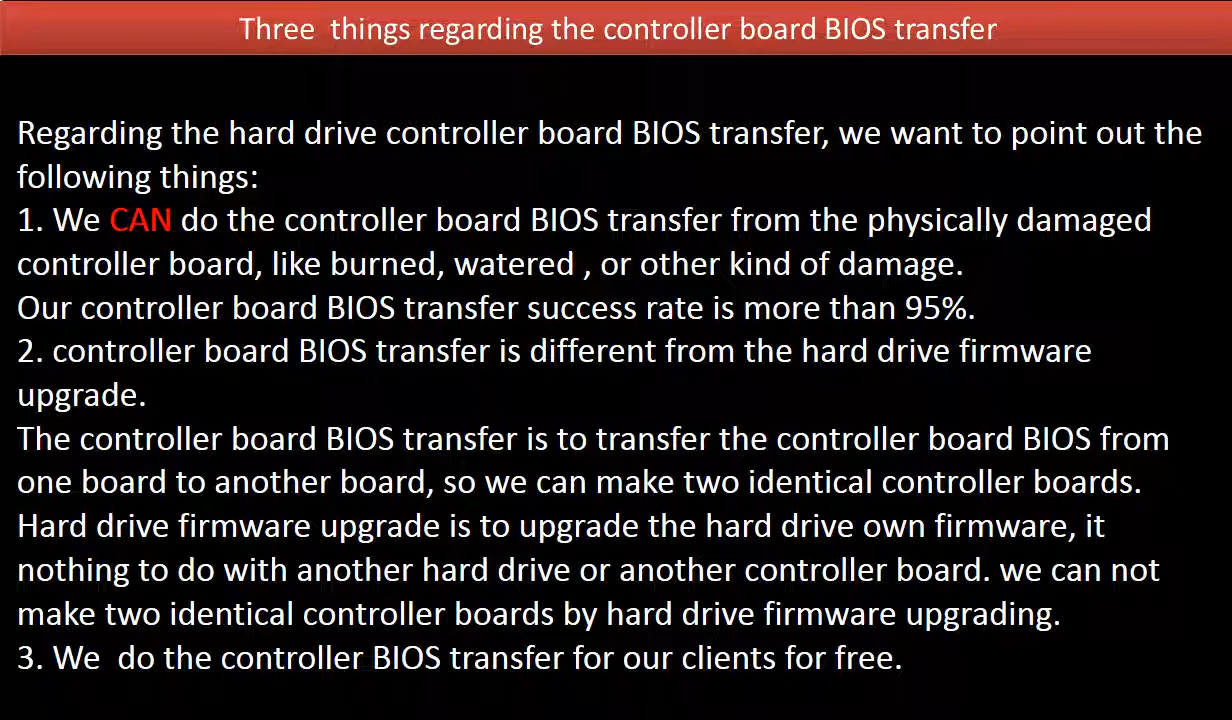 Three  things regarding the controller board BIOS transfer
Regarding the hard drive controller board BIOS transfer, we want to point out the
following things:
1. We CAN do the controller board BIOS transfer from the physically damaged
controller board, like burned, watered , or other kind of damage.
Our controller board BIOS transfer success rate is more than 95%.
2. controller board BIOS transfer is different from the hard drive firmware
upgrade.
The controller board BIOS transfer is to transfer the controller board BIOS from
one board to another board, so we can make two identical controller boards.
Hard drive firmware upgrade is to upgrade the hard drive own firmware, it
nothing to do with another hard drive or another controller board. we can not
make two identical controller boards by hard drive firmware upgrading.
3. We  do the controller BIOS transfer for our clients for free.